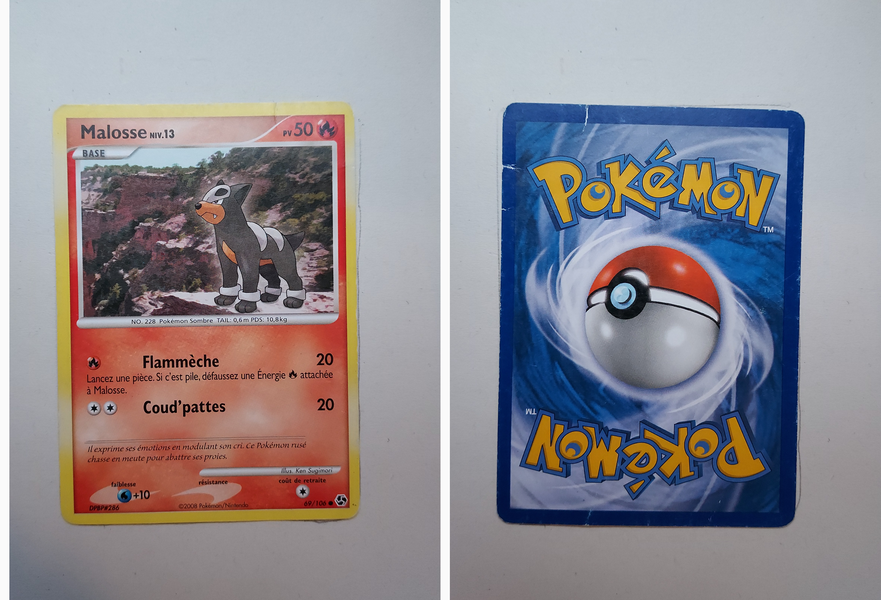 Malosse NIV.13
PV 50
BASE
NO. 228 Pokémon Sombre TAIL: 0,6m PDS: 10,8kg
Flammèche 20
Lancez une pièce. Si c'est pile, défaussez une Énergie attachée
à Malosse.
Coud'pattes 20
Il exprime ses émotions en modulant son cri. Ce Pokémon rusé
chasse en meute pour abattre ses proies.
Illus. Ken Sugimori
faiblesse résistance coût de retraite
+10
DPBP#286 ©2008 Pokémon/Nintendo 69/106
POKéMON
TM
TM
POKéMON